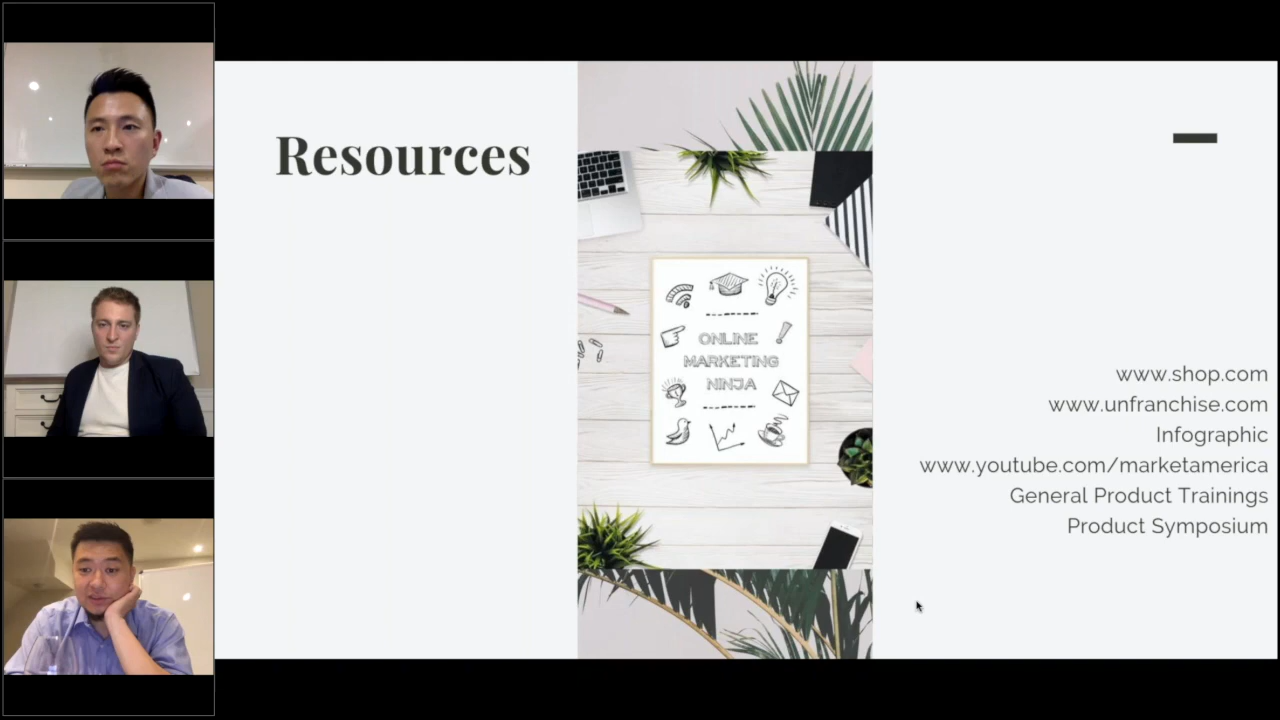 Resources
ONLINE
MARKETING
NINJA
www.shop.com
www.unfranchise.com
Infographic
www.youtube.com/marketamerica
General Product Trainings
Product Symposium